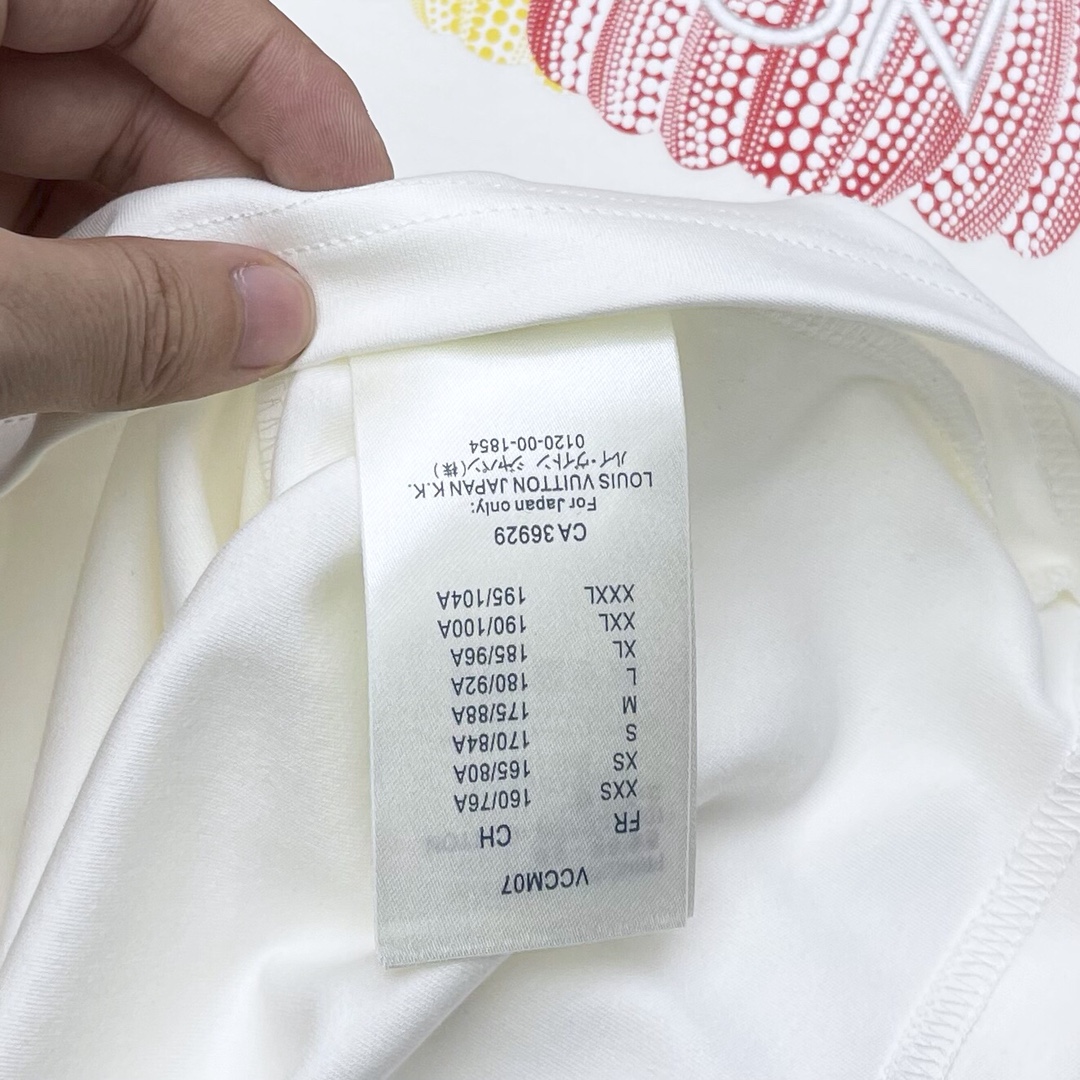 VCCM07
FR CH
XXS 160/76A
XS 165/80A
S 170/84A
M 175/88A
L 180/92A
XL 185/96A
XXL 190/100A
XXXL 195/104A
CA 36929
For Japan only:
LOUIS VUITTON JAPAN K.K.
ルイ・ヴィトン ジャパン(株)
0120-00-1854
ON